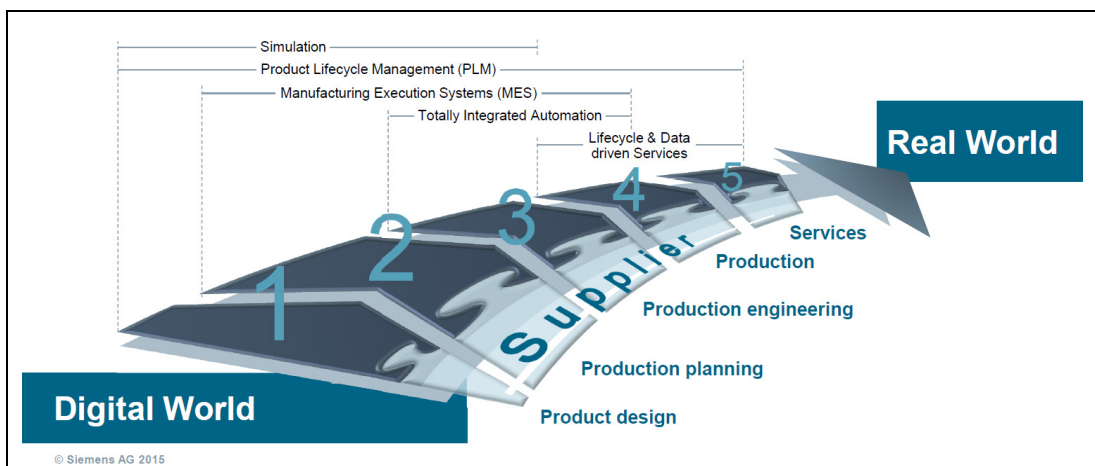 Simulation
Product Lifecycle Management (PLM)
Manufacturing Execution Systems (MES)
Totally Integrated Automation
Lifecycle & Data
driven Services
Real World
1
2
3
4
5
Supplier
Services
Production
Production engineering
Production planning
Product design
Digital World
© Siemens AG 2015